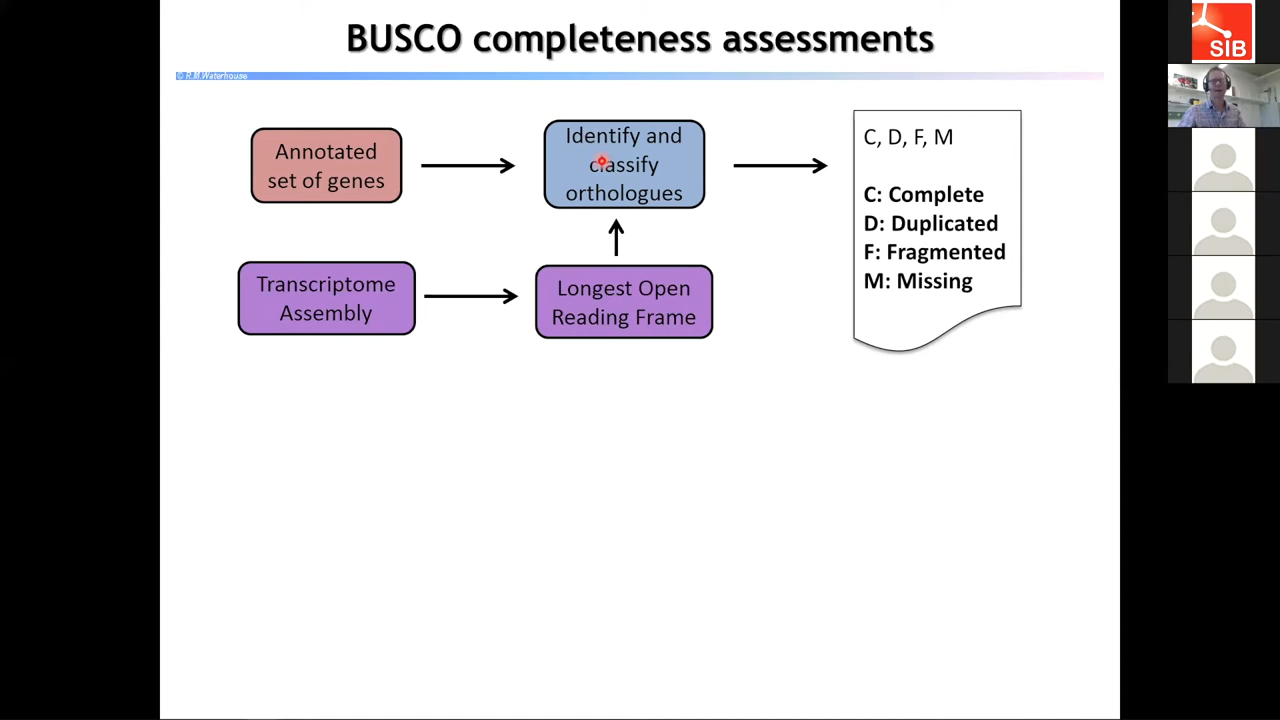 BUSCO completeness assessments
© R.M.Waterhouse
SIB
Annotated
set of genes
Identify and
classify
orthologues
C, D, F, M
C: Complete
D: Duplicated
F: Fragmented
M: Missing
Transcriptome
Assembly
Longest Open
Reading Frame